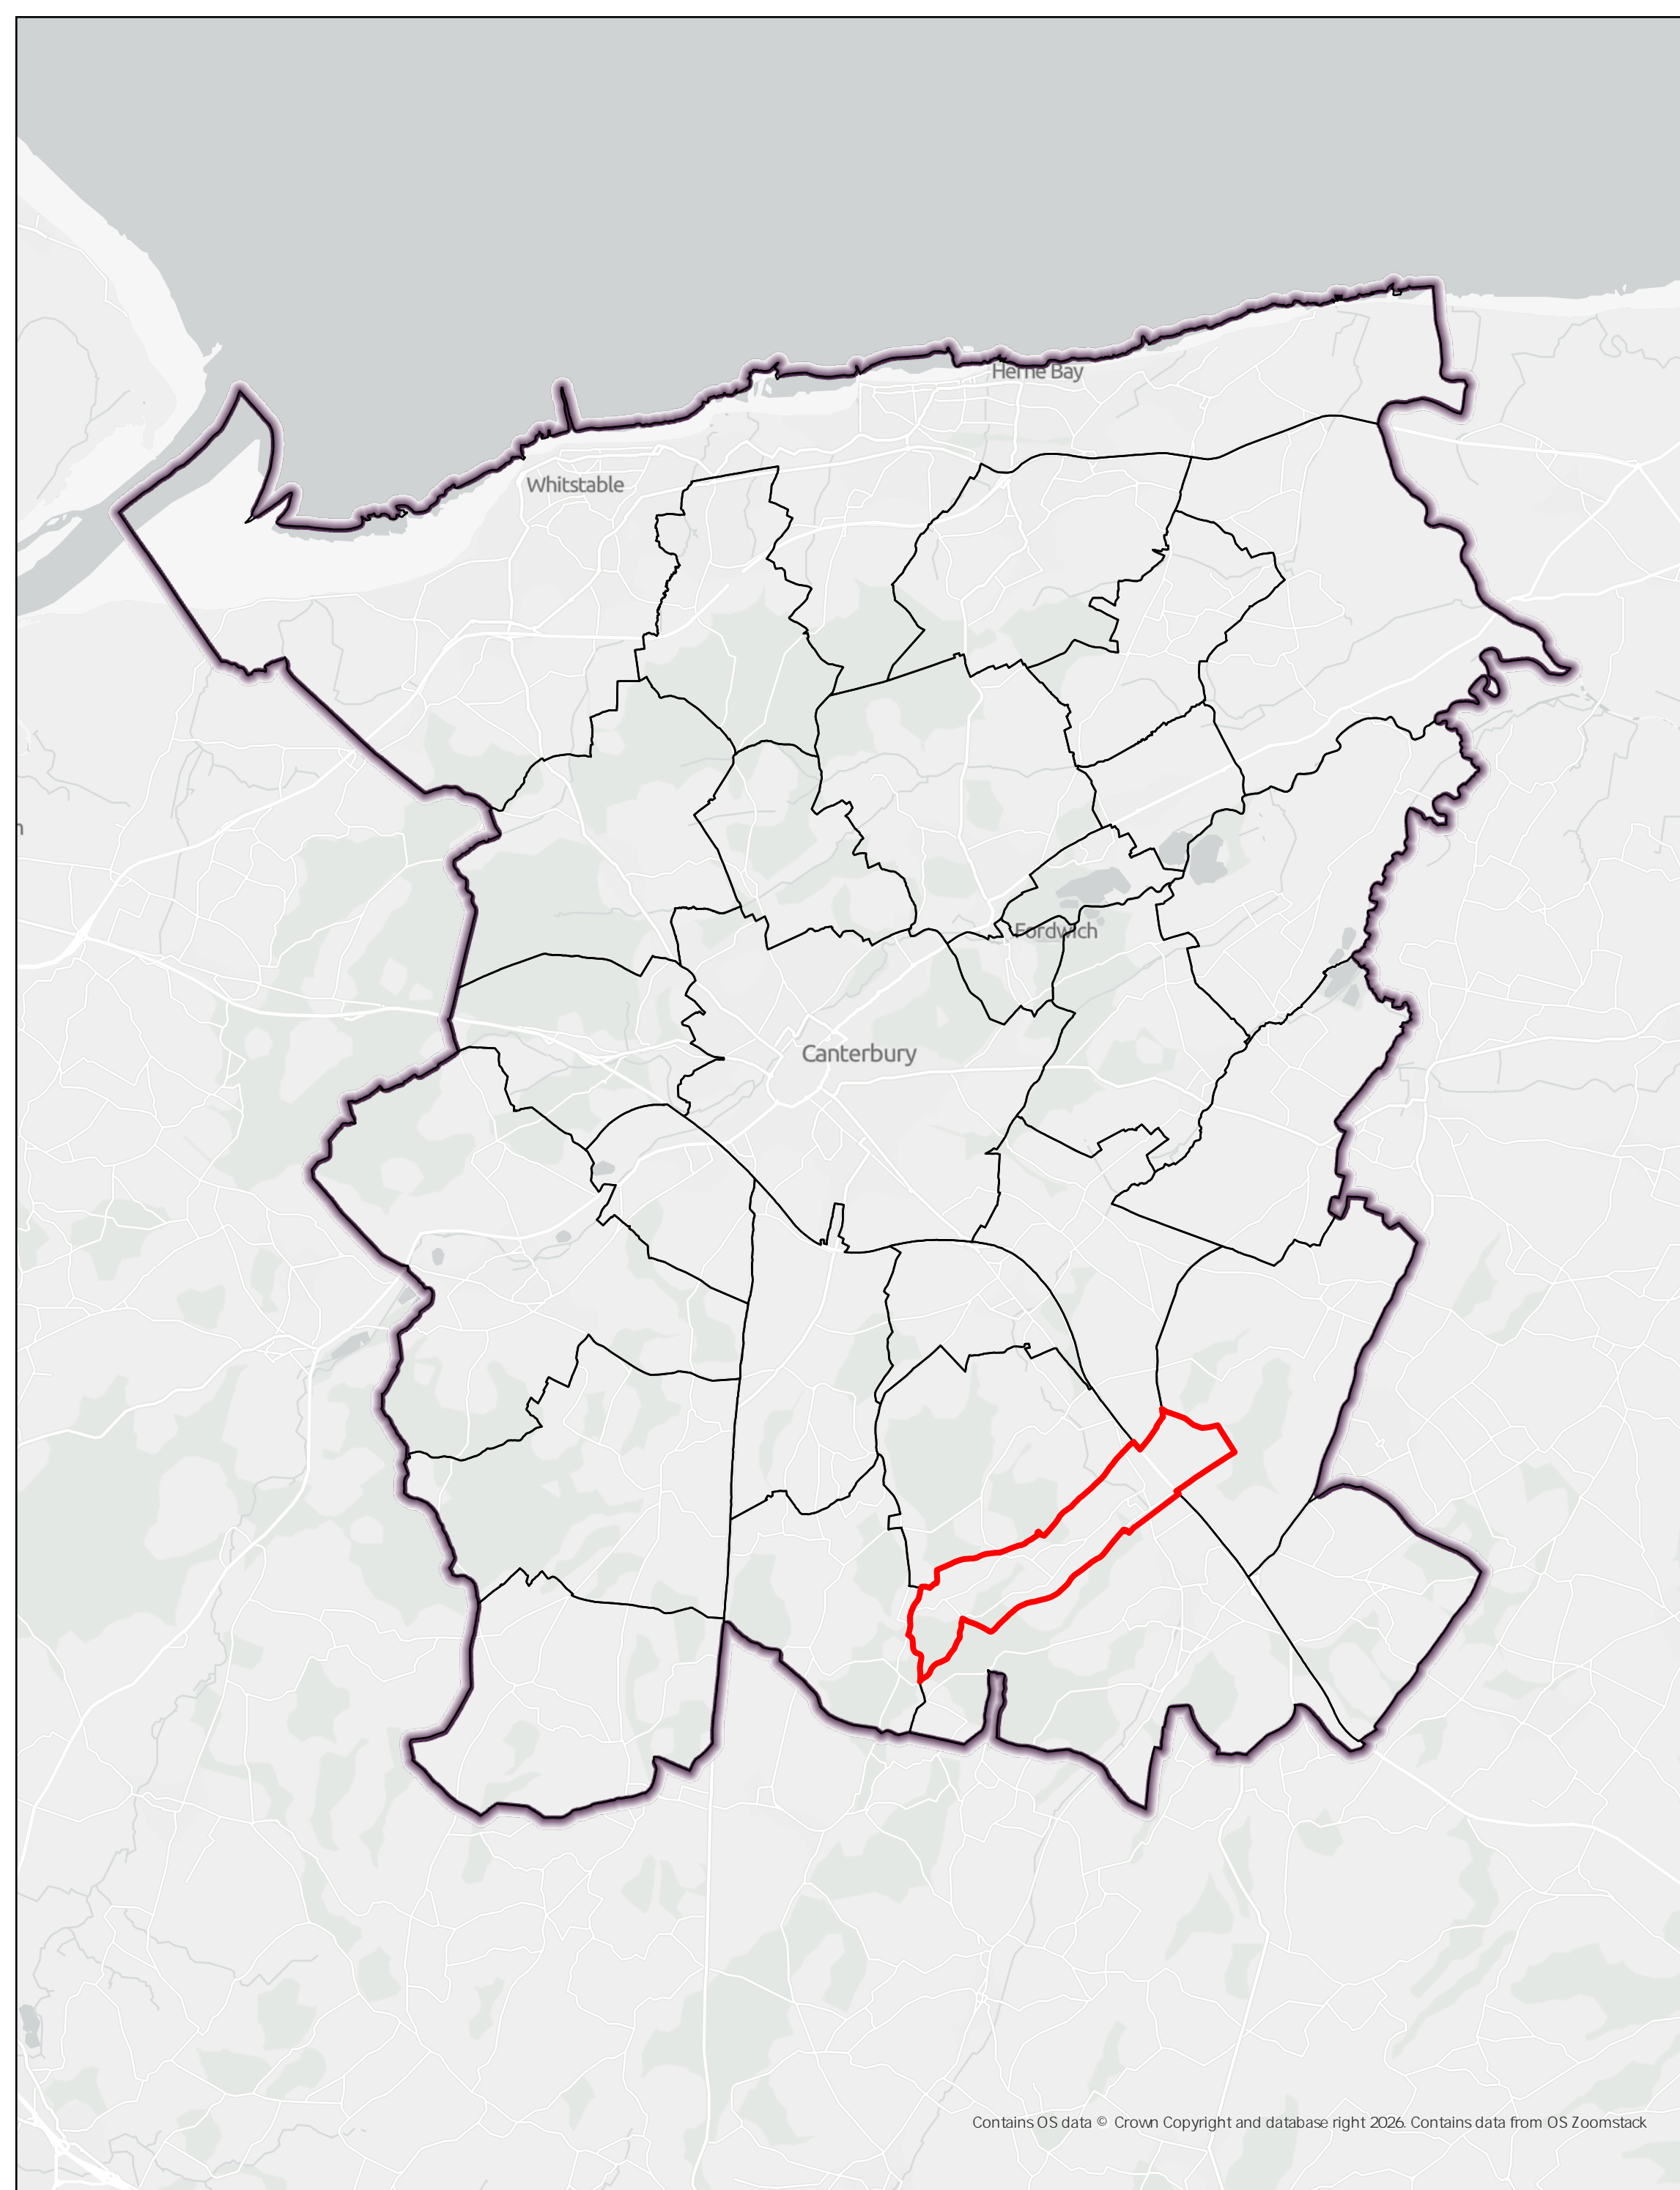 Herne Bay
Whitstable
Fordwich
Canterbury
Contains OS data © Crown Copyright and database right 2026. Contains data from OS Zoomstack